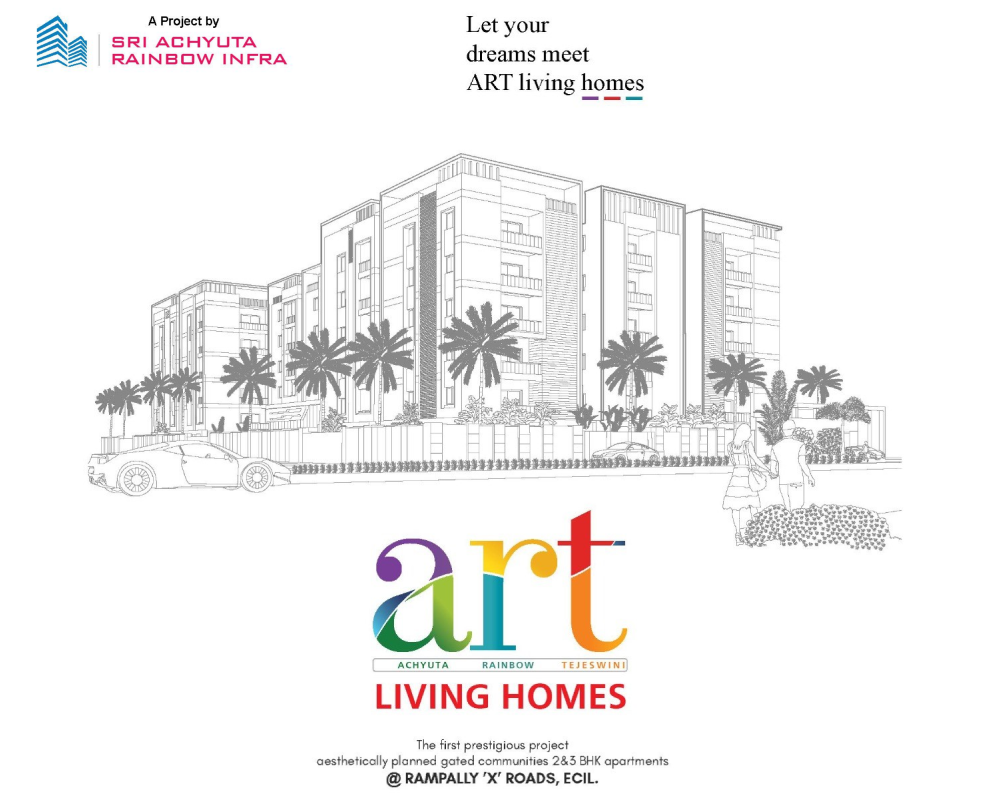 A Project by
SRI ACHYUTA
RAINBOW INFRA
Let your
dreams meet
ART living homes
art
ACHYUTA RAINBOW TEJESWINI
LIVING HOMES
The first prestigious project
aesthetically planned gated communities 2&3 BHK apartments
@ RAMPALLY 'X' ROADS, ECIL.